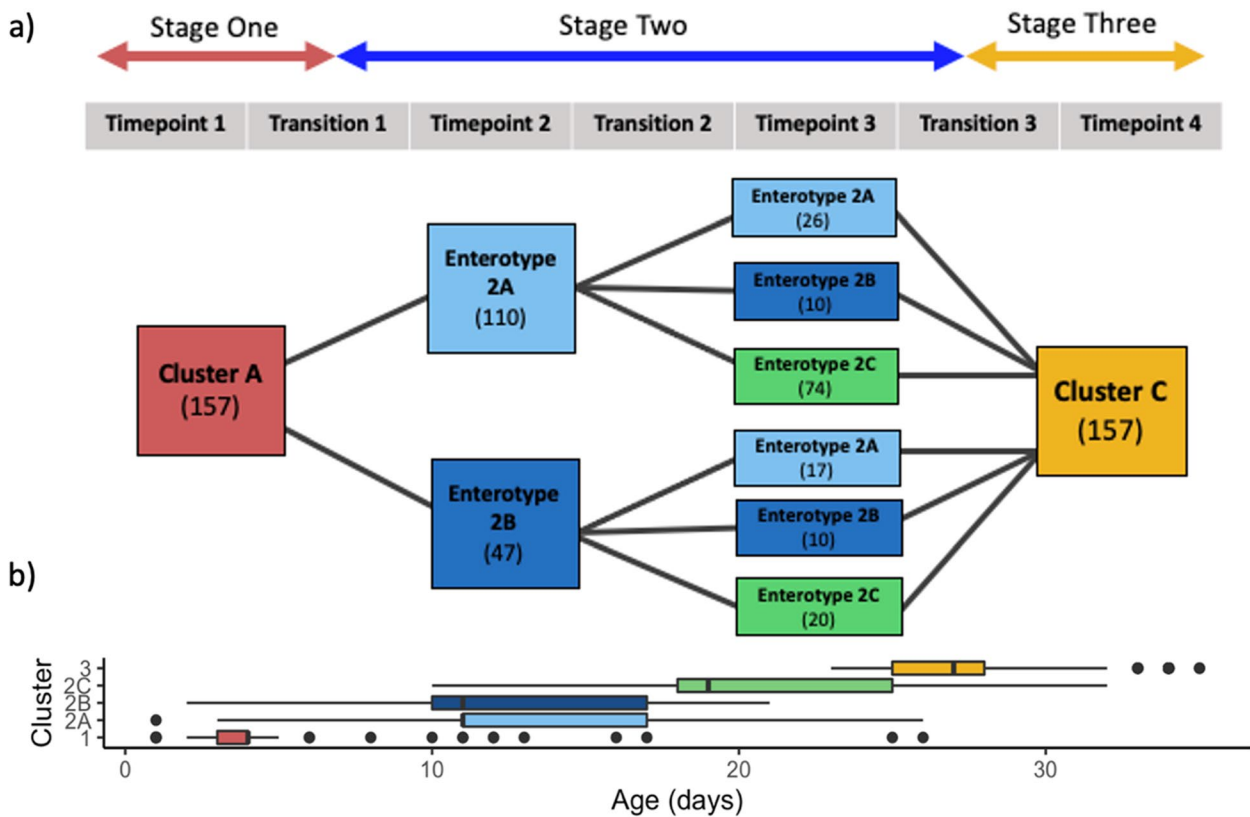 a)
Stage One
Stage Two
Stage Three
Timepoint 1
Transition 1
Timepoint 2
Transition 2
Timepoint 3
Transition 3
Timepoint 4
Cluster A
(157)
Enterotype
2A
(110)
Enterotype
2B
(47)
Enterotype 2A
(26)
Enterotype 2B
(10)
Enterotype 2C
(74)
Enterotype 2A
(17)
Enterotype 2B
(10)
Enterotype 2C
(20)
Cluster C
(157)
b)
Cluster
3
2C
2B
2A
1
0
10
20
30
Age (days)